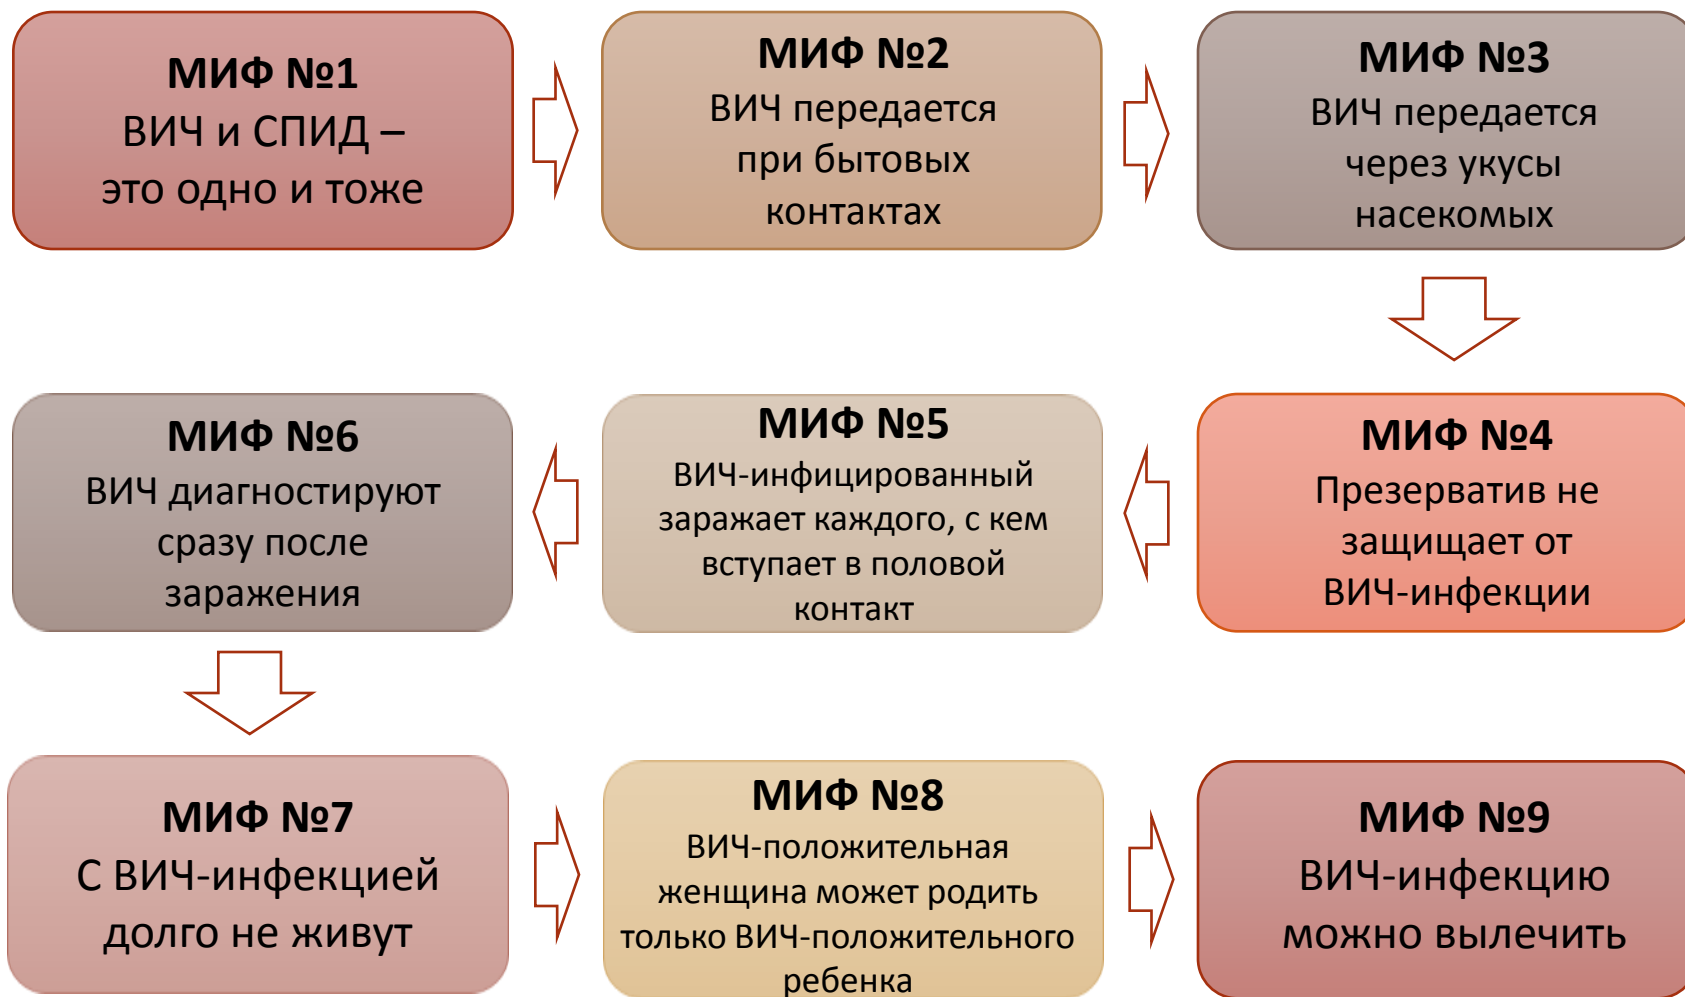 МИФ №1
ВИЧ и СПИД –
это одно и тоже
МИФ №2
ВИЧ передается
при бытовых
контактах
МИФ №3
ВИЧ передается
через укусы
насекомых
МИФ №4
Презерватив не
защищает от
ВИЧ-инфекции
МИФ №5
ВИЧ-инфицированный
заражает каждого, с кем
вступает в половой
контакт
МИФ №6
ВИЧ диагностируют
сразу после
заражения
МИФ №7
С ВИЧ-инфекцией
долго не живут
МИФ №8
ВИЧ-положительная
женщина может родить
только ВИЧ-положительного
ребенка
МИФ №9
ВИЧ-инфекцию
можно вылечить